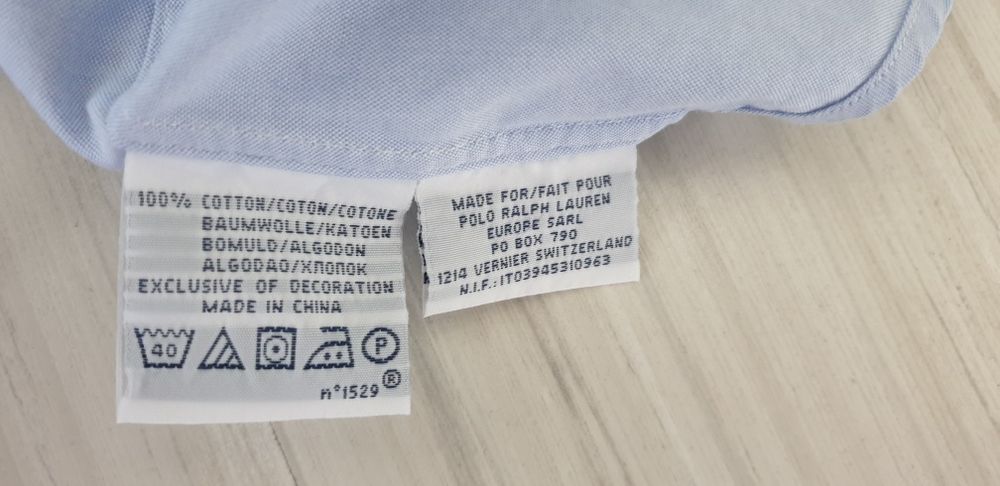 100% COTTON/COTON/COTONE
BAUMWOLLE/KATOEN
BOMULD/ALGODON
ALGODAO/ХЛОПОК
EXCLUSIVE OF DECORATION
MADE IN CHINA
40
P
n°1529®
MADE FOR/FAIT POUR
POLO RALPH LAUREN
EUROPE SARL
PO BOX 790
1214 VERNIER SWITZERLAND
N.I.F.:IT03945310963